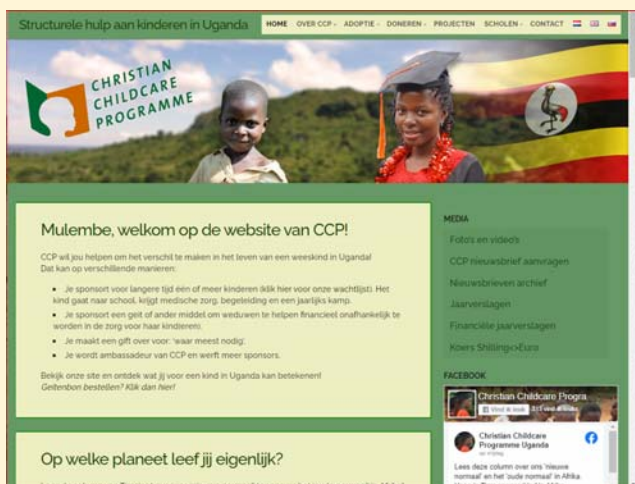 Structurele hulp aan kinderen in Uganda
HOME OVER CCP ADOPTIE DONEREN PROJECTEN SCHOLEN CONTACT
CHRISTIAN
CHILDCARE
PROGRAMME
Mulembe, welkom op de website van CCP!
CCP wil jou helpen om het verschil te maken in het leven van een weeskind in Uganda!
Dat kan op verschillende manieren:
Je sponsort voor langere tijd één of meer kinderen (klik hier voor onze wachtlijst). Het
kind gaat naar school, krijgt medische zorg, begeleiding en een jaarlijks kamp.
Je sponsort een geit of ander middel om weduwen te helpen financieel onafhankelijk te
worden in de zorg voor haar kind(eren).
Je maakt een gift over voor: 'waar meest nodig'.
Je wordt ambassadeur van CCP en werft meer sponsors.
Bekijk onze site en ontdek wat jij voor een kind in Uganda kan betekenen!
Geitenbon bestellen? Klik dan hier!
Op welke planeet leef jij eigenlijk?
MEDIA
Foto's en video's
CCP nieuwsbrief aanvragen
Nieuwsbrieven archief
Jaarverslagen
Financiële jaarverslagen
Koers Shilling<>Euro
FACEBOOK
Christian Childcare Progra
Vind ik leuk
Christian Childcare
Programme Uganda
Lees deze column over ons 'nieuwe
normaal' en het 'oude normaal' in Afrika.